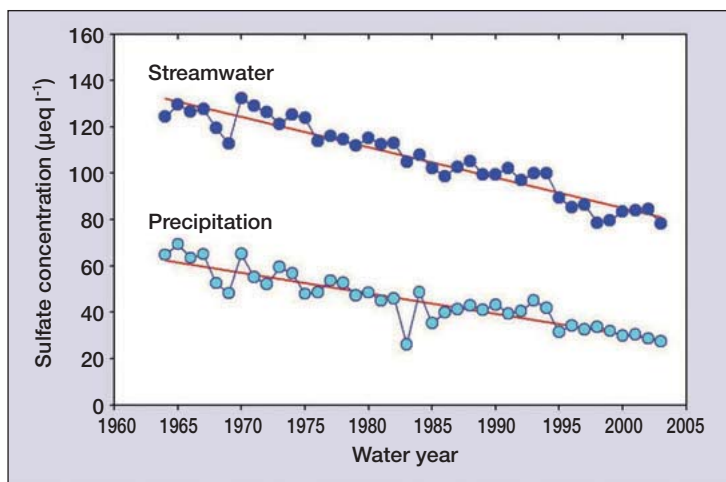 160
140
120
100
80
60
40
20
0
Sulfate concentration (µeq l⁻¹)
Streamwater
Precipitation
1960 1965 1970 1975 1980 1985 1990 1995 2000 2005
Water year